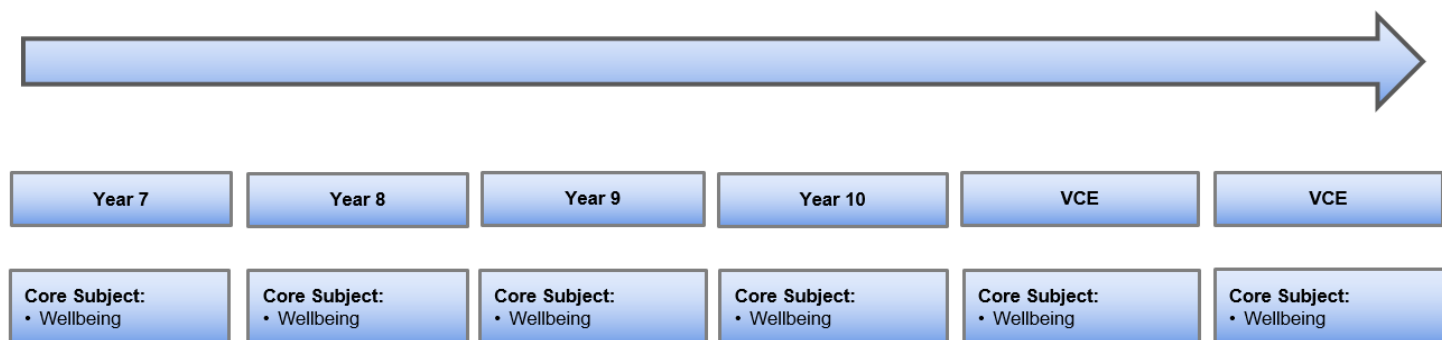 Year 7
Year 8
Year 9
Year 10
VCE
VCE
Core Subject:
• Wellbeing
Core Subject:
• Wellbeing
Core Subject:
• Wellbeing
Core Subject:
• Wellbeing
Core Subject:
• Wellbeing
Core Subject:
• Wellbeing